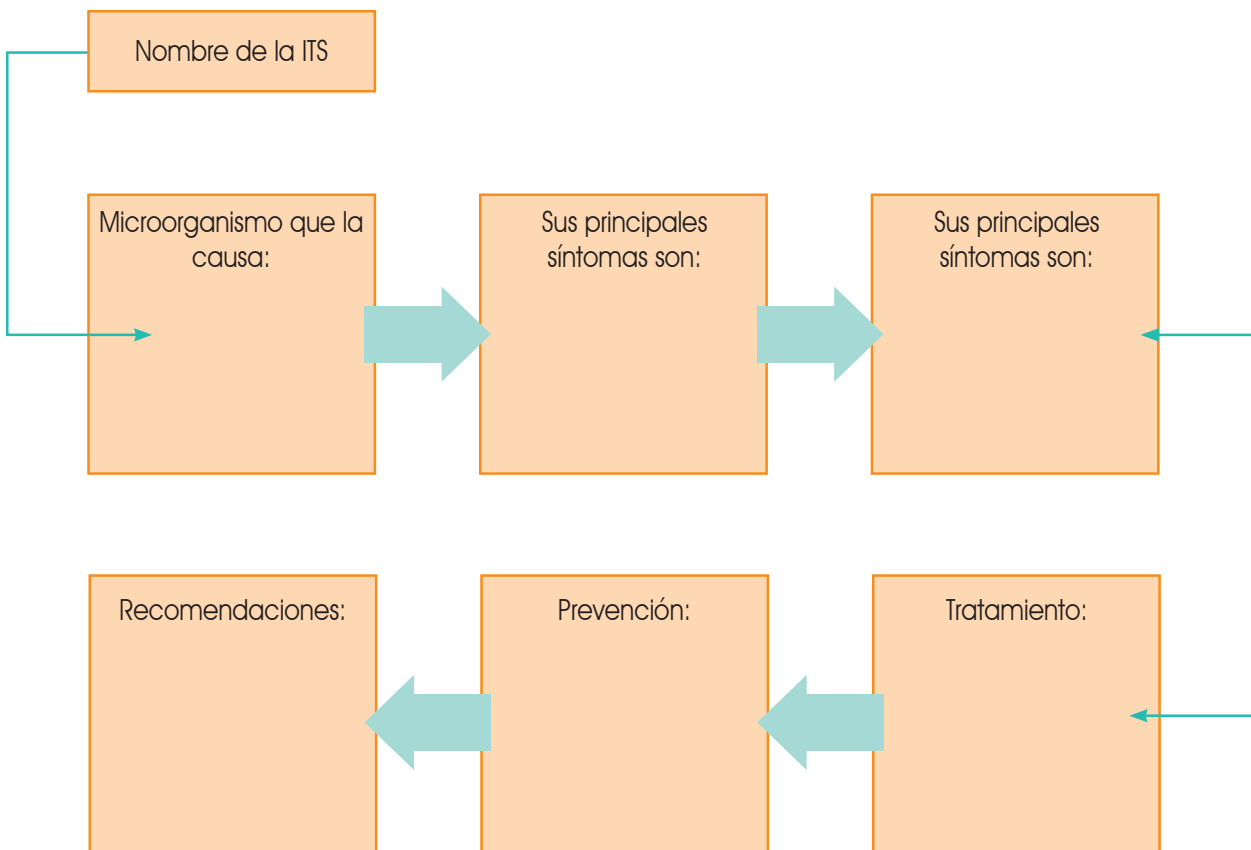 Nombre de la ITS
Microorganismo que la
causa:
Sus principales
síntomas son:
Sus principales
síntomas son:
Recomendaciones:
Prevención:
Tratamiento: